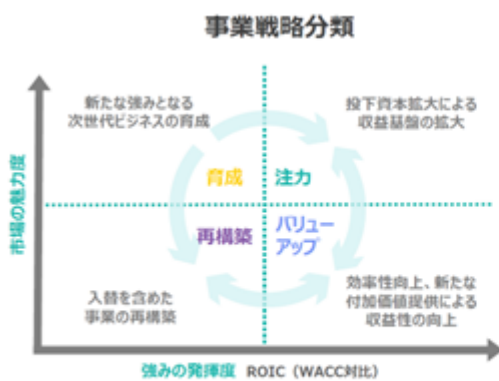 事業戦略分類
新たな強みとなる
次世代ビジネスの育成
投下資本拡大による
収益基盤の拡大
育成
注力
市場の魅力度
再構築
バリュー
アップ
入替を含めた
事業の再構築
効率性向上、新たな
付加価値提供による
収益性の向上
強みの発揮度 ROIC（WACC対比）